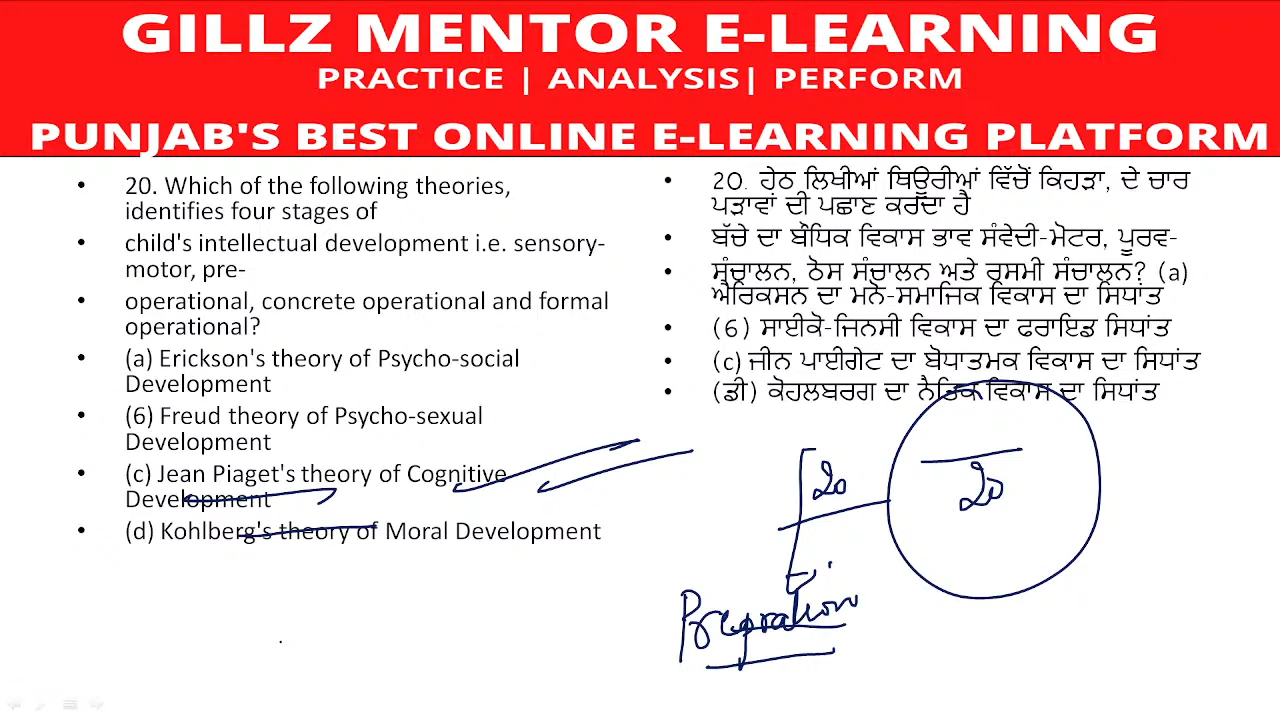 GILLZ MENTOR E-LEARNING
PRACTICE | ANALYSIS| PERFORM
PUNJAB'S BEST ONLINE E-LEARNING PLATFORM
• 20. Which of the following theories,
identifies four stages of
• child's intellectual development i.e. sensory-
motor, pre-
• operational, concrete operational and formal
operational?
• (a) Erickson's theory of Psycho-social
Development
• (6) Freud theory of Psycho-sexual
Development
• (c) Jean Piaget's theory of Cognitive
Development
• (d) Kohlberg's theory of Moral Development
• 20. ਹੇਠ ਲਿਖੀਆਂ ਥਿਊਰੀਆਂ ਵਿੱਚੋਂ ਕਿਹੜਾ, ਦੇ ਚਾਰ
ਪੜਾਵਾਂ ਦੀ ਪਛਾਣ ਕਰਦਾ ਹੈ
• ਬੱਚੇ ਦਾ ਬੌਧਿਕ ਵਿਕਾਸ ਭਾਵ ਸੰਵੇਦੀ-ਮੋਟਰ, ਪੂਰਵ-
• ਸੰਚਾਲਨ, ਠੋਸ ਸੰਚਾਲਨ ਅਤੇ ਰਸਮੀ ਸੰਚਾਲਨ? (a)
ਐਰਿਕਸਨ ਦਾ ਮਨੋ-ਸਮਾਜਿਕ ਵਿਕਾਸ ਦਾ ਸਿਧਾਂਤ
• (6) ਸਾਈਕੋ-ਜਿਨਸੀ ਵਿਕਾਸ ਦਾ ਫਰਾਇਡ ਸਿਧਾਂਤ
• (c) ਜੀਨ ਪਾਈਗੇਟ ਦਾ ਬੋਧਾਤਮਕ ਵਿਕਾਸ ਦਾ ਸਿਧਾਂਤ
• (ਡੀ) ਕੋਹਲਬਰਗ ਦਾ ਨੈਤਿਕ ਵਿਕਾਸ ਦਾ ਸਿਧਾਂਤ
20 20
Prepration